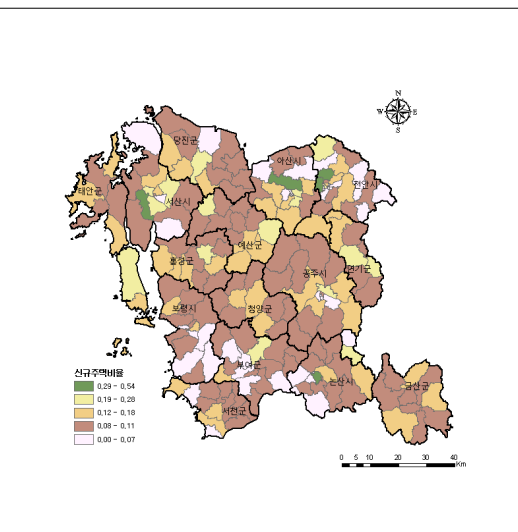 N
W E
S
당진군
아산시
천안시
태안군
서산시
예산군
홍성군
공주시
연기군
보령시
청양군
부여군
논산시
금산군
서천군
신규주택비율
0,29 - 0,54
0,19 - 0,28
0,12 - 0,18
0,08 - 0,11
0,00 - 0,07
0 5 10 20 30 40
Km